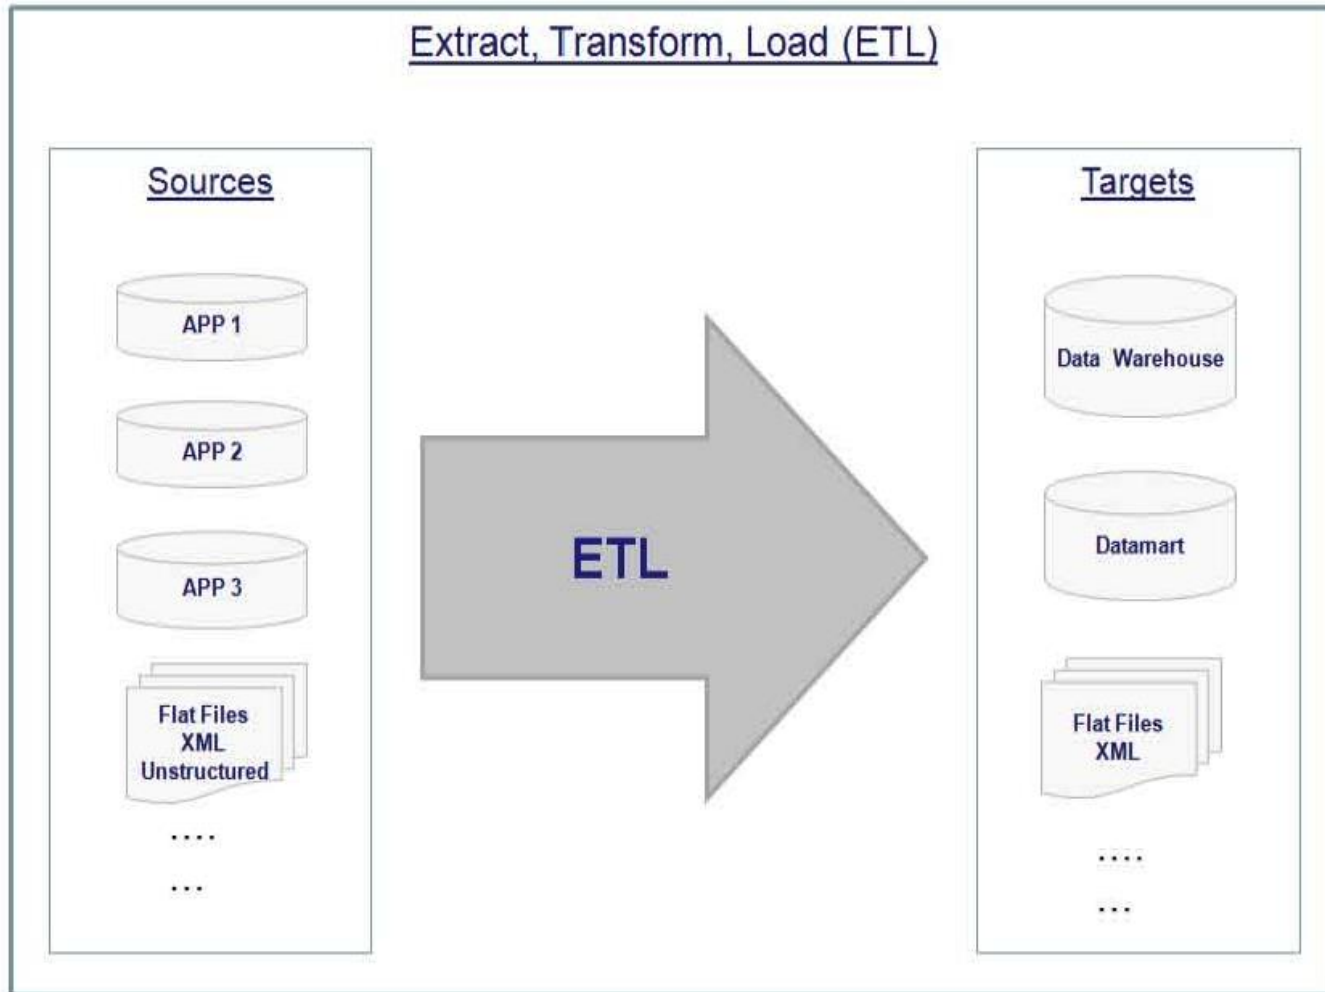 Extract, Transform, Load (ETL)
Sources
APP 1
APP 2
APP 3
Flat Files
XML
Unstructured
....
...
ETL
Targets
Data Warehouse
Datamart
Flat Files
XML
....
...